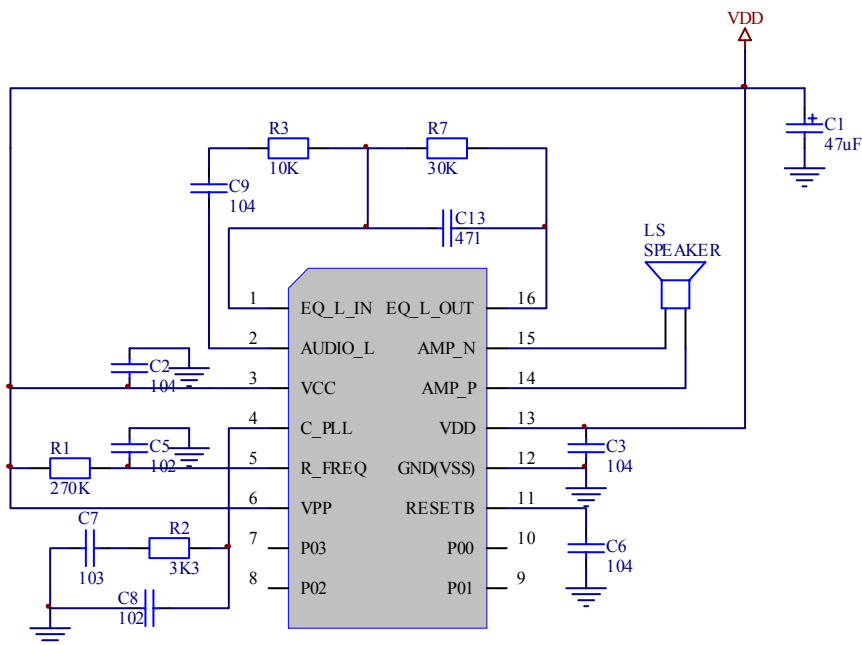 VDD
C1
47uF
R3
10K
R7
30K
C9
104
C13
471
LS
SPEAKER
1
EQ_L_IN
EQ_L_OUT
16
2
AUDIO_L
AMP_N
15
C2
104
3
VCC
AMP_P
14
4
C_PLL
VDD
13
C5
102
C3
104
R1
270K
5
R_FREQ
GND(VSS)
12
6
VPP
RESETB
11
C7
103
R2
3K3
7
P03
P00
10
C6
104
8
P02
P01
9
C8
102